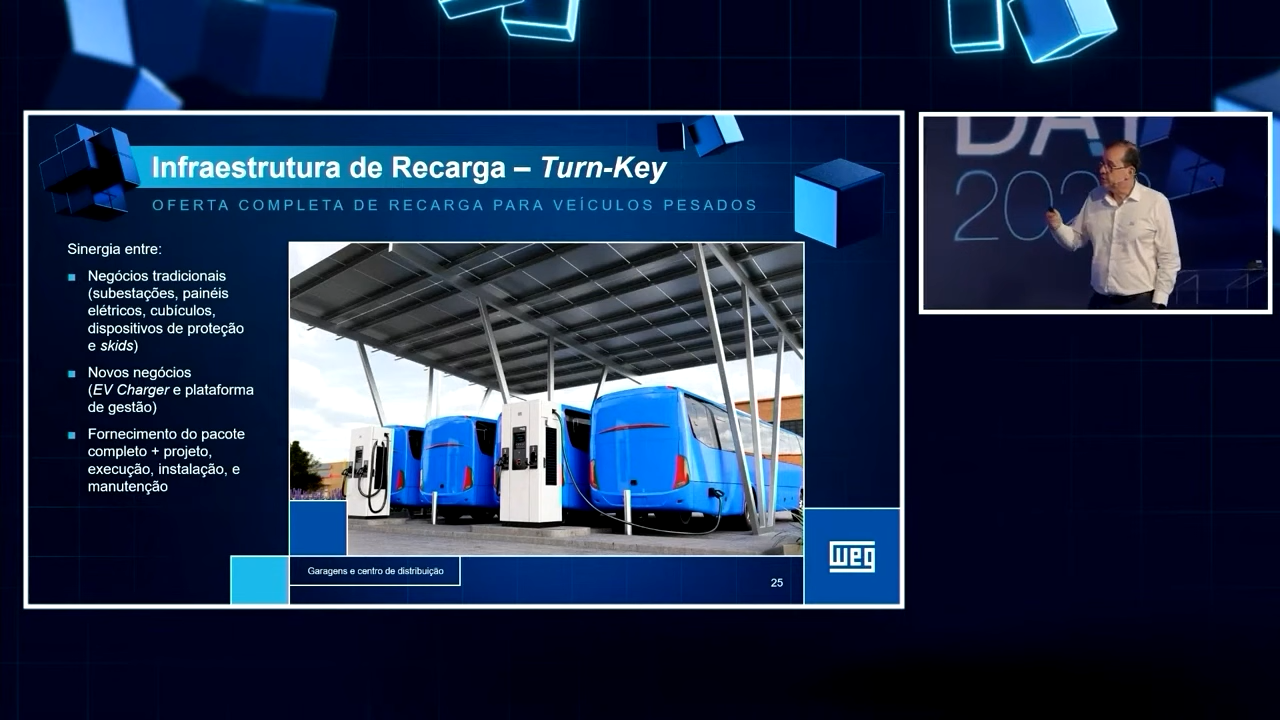 Infraestrutura de Recarga – Turn-Key
OFERTA COMPLETA DE RECARGA PARA VEÍCULOS PESADOS
Sinergia entre:
Negócios tradicionais
(subestações, painéis
elétricos, cubículos,
dispositivos de proteção
e skids)
Novos negócios
(EV Charger e plataforma
de gestão)
Fornecimento do pacote
completo + projeto,
execução, instalação, e
manutenção
Garagens e centro de distribuição
25
weg
DAY